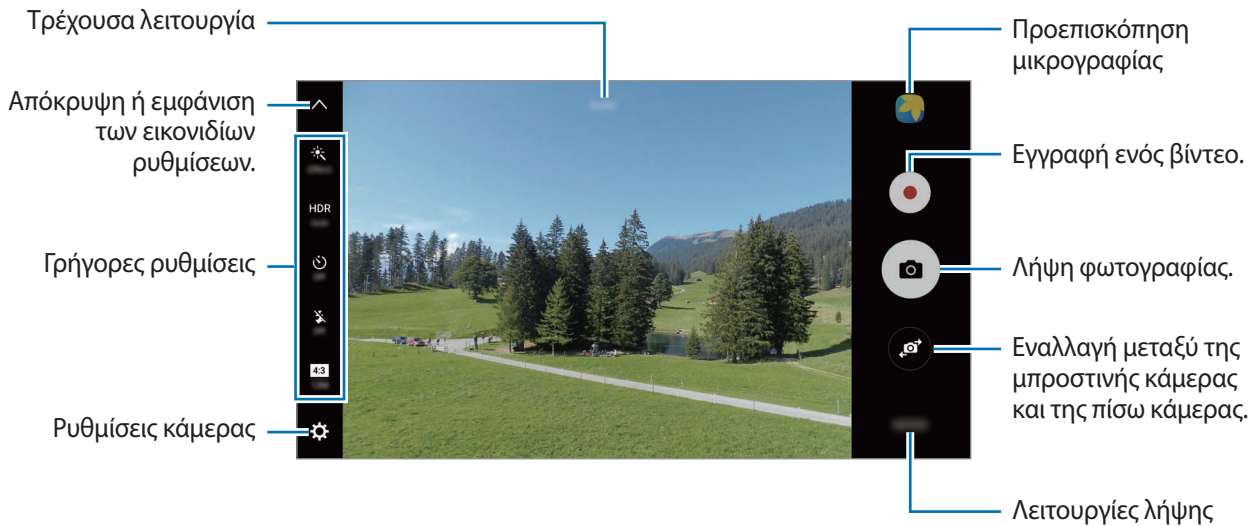 Τρέχουσα λειτουργία
Απόκρυψη ή εμφάνιση
των εικονιδίων
ρυθμίσεων.
Γρήγορες ρυθμίσεις
Ρυθμίσεις κάμερας
HDR
4:3
Προεπισκόπηση
μικρογραφίας
Εγγραφή ενός βίντεο.
Λήψη φωτογραφίας.
Εναλλαγή μεταξύ της
μπροστινής κάμερας
και της πίσω κάμερας.
Λειτουργίες λήψης